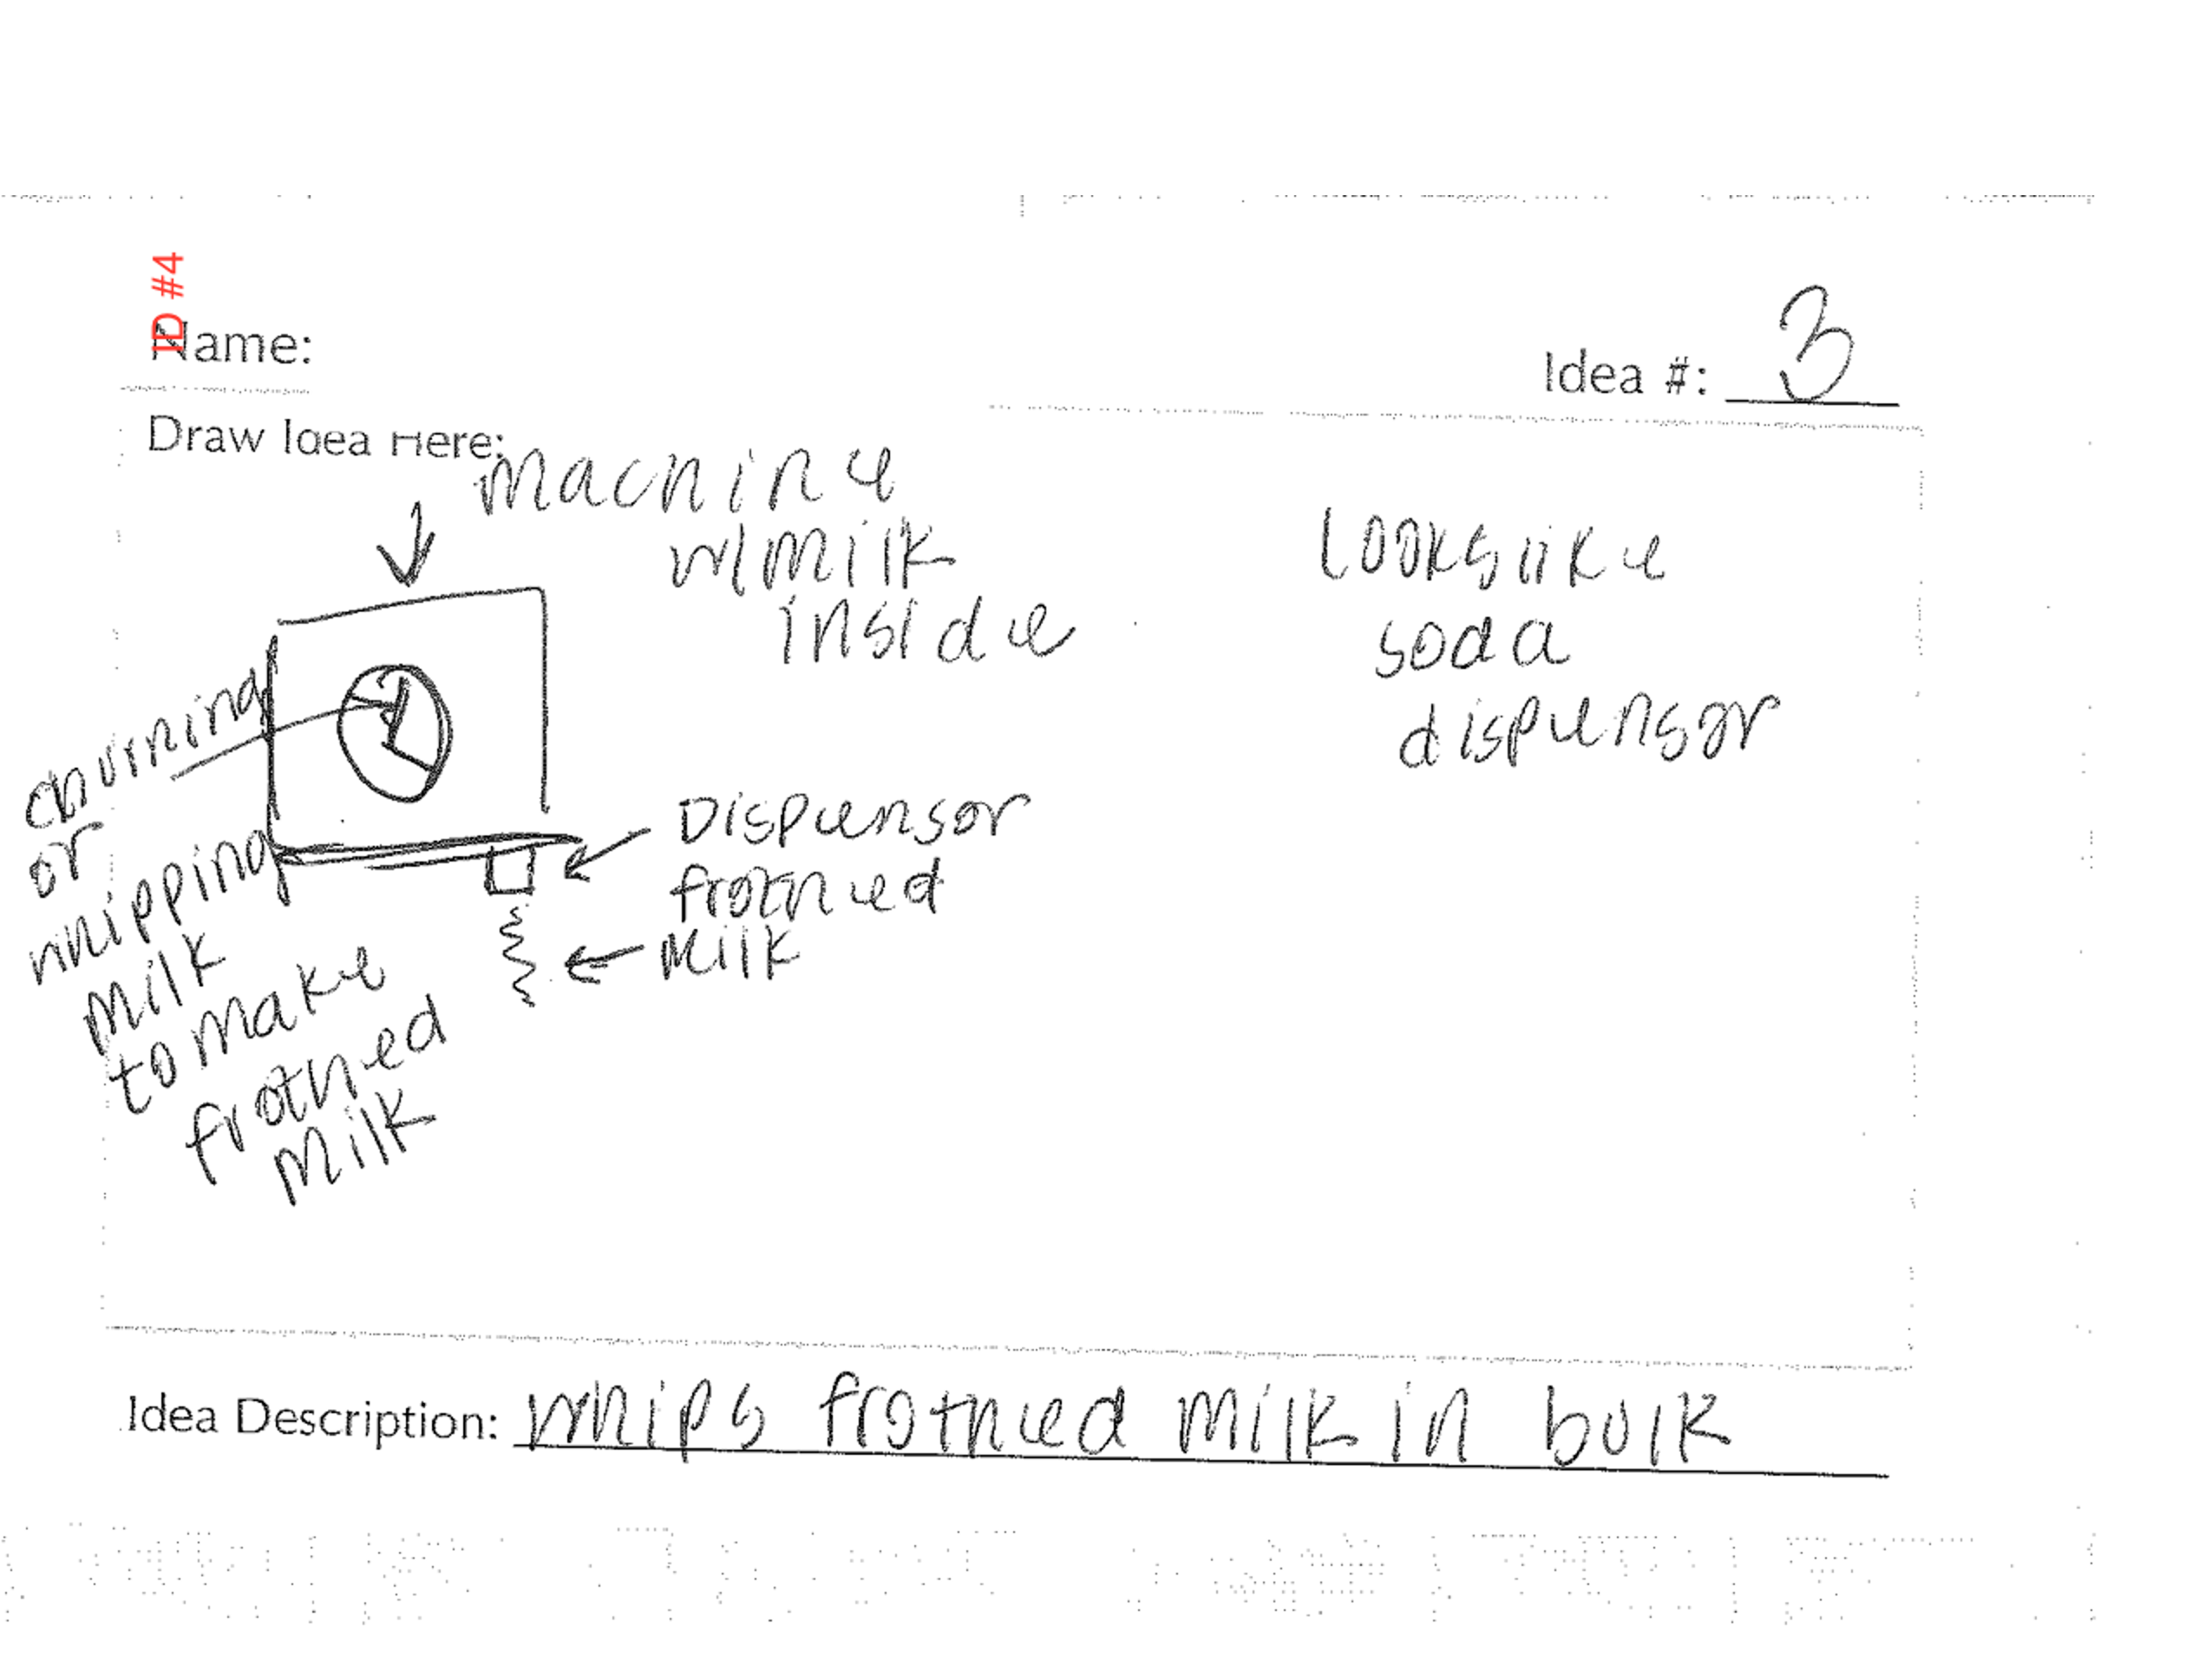 ID #4
Name:
Idea #: 3
Draw Idea Here:
machine
w/milk
inside
looks like
soda
dispensor
churning
or
whipping
milk
to make
frothed
milk
Dispensor
frothed
milk
Idea Description: whips frothed milk in bulk